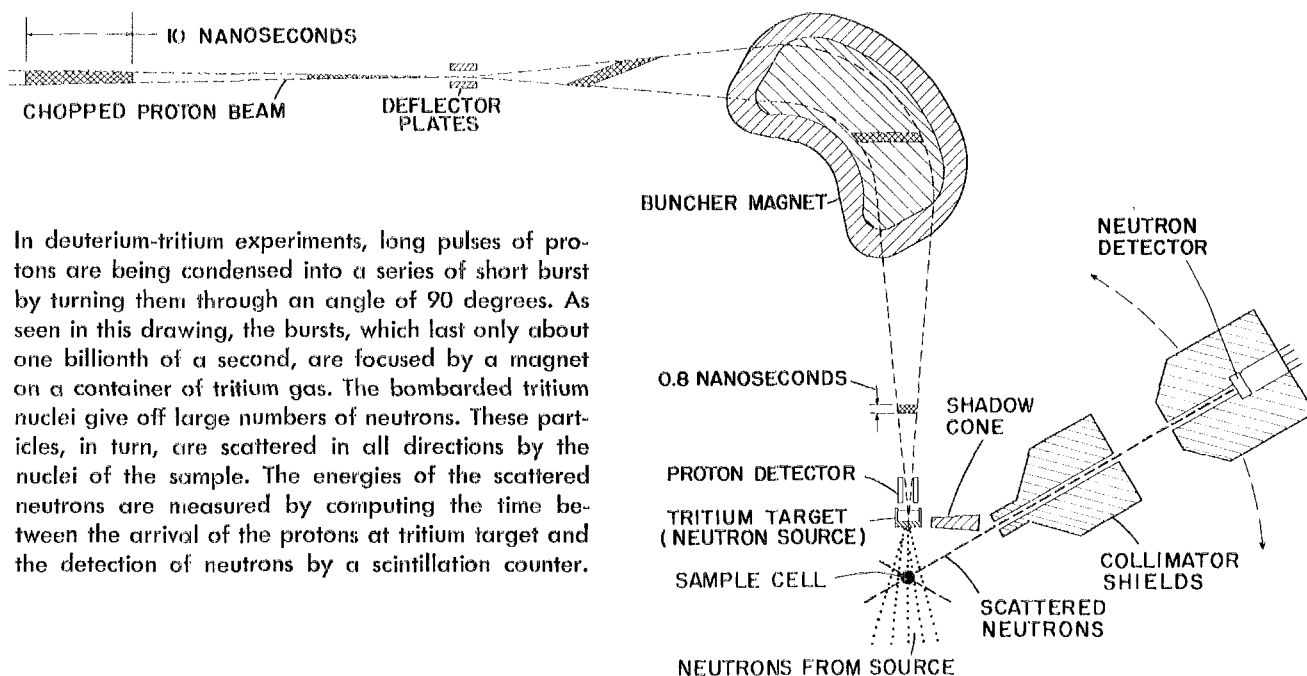 10 NANOSECONDS
CHOPPED PROTON BEAM
DEFLECTOR
PLATES
BUNCHER MAGNET
NEUTRON
DETECTOR
In deuterium-tritium experiments, long pulses of pro-
tons are being condensed into a series of short burst
by turning them through an angle of 90 degrees. As
seen in this drawing, the bursts, which last only about
one billionth of a second, are focused by a magnet
on a container of tritium gas. The bombarded tritium
nuclei give off large numbers of neutrons. These part-
icles, in turn, are scattered in all directions by the
nuclei of the sample. The energies of the scattered
neutrons are measured by computing the time be-
tween the arrival of the protons at tritium target and
the detection of neutrons by a scintillation counter.
0.8 NANOSECONDS
SHADOW
CONE
PROTON DETECTOR
TRITIUM TARGET
(NEUTRON SOURCE)
COLLIMATOR
SHIELDS
SAMPLE CELL
SCATTERED
NEUTRONS
NEUTRONS FROM SOURCE